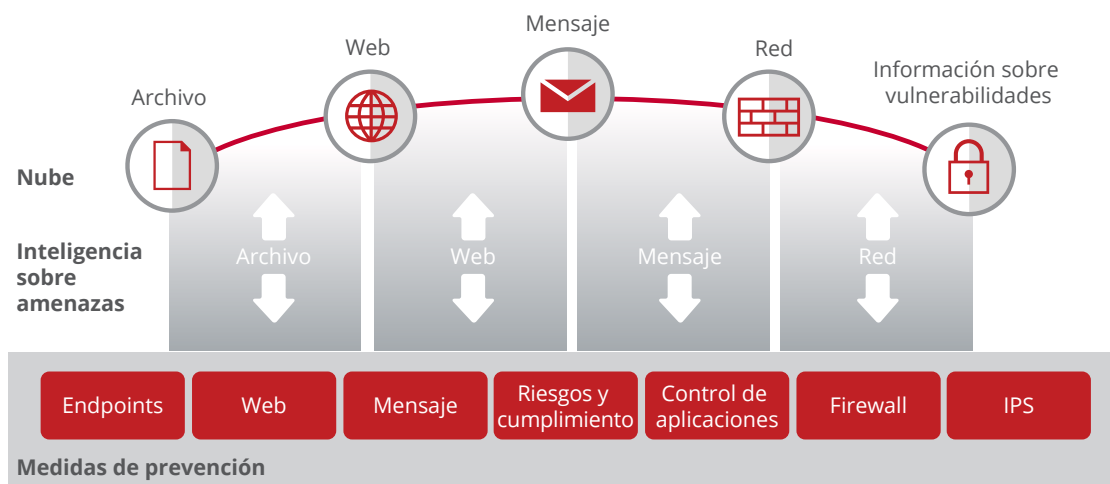 Mensaje
Web
Red
Información sobre
vulnerabilidades
Archivo
Nube
Inteligencia
sobre
amenazas
Archivo
Web
Mensaje
Red
Endpoints
Web
Mensaje
Riesgos y
cumplimiento
Control de
aplicaciones
Firewall
IPS
Medidas de prevención